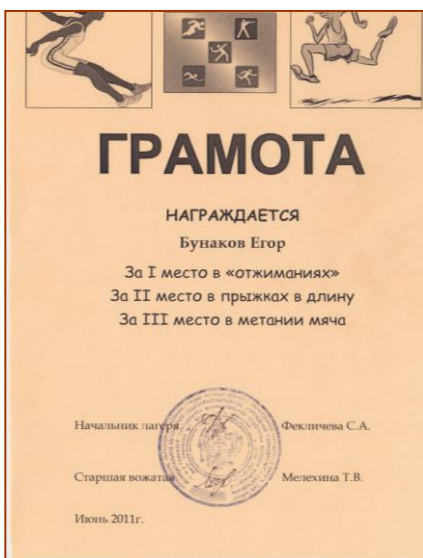 ГРАМОТА
НАГРАЖДАЕТСЯ
Бунаков Егор
За I место в «отжиманиях»
За II место в прыжках в длину
За III место в метании мяча
Начальник лагеря Фекличева С.А.
Старшая вожатая Мелехина Т.В.
Июнь 2011г.